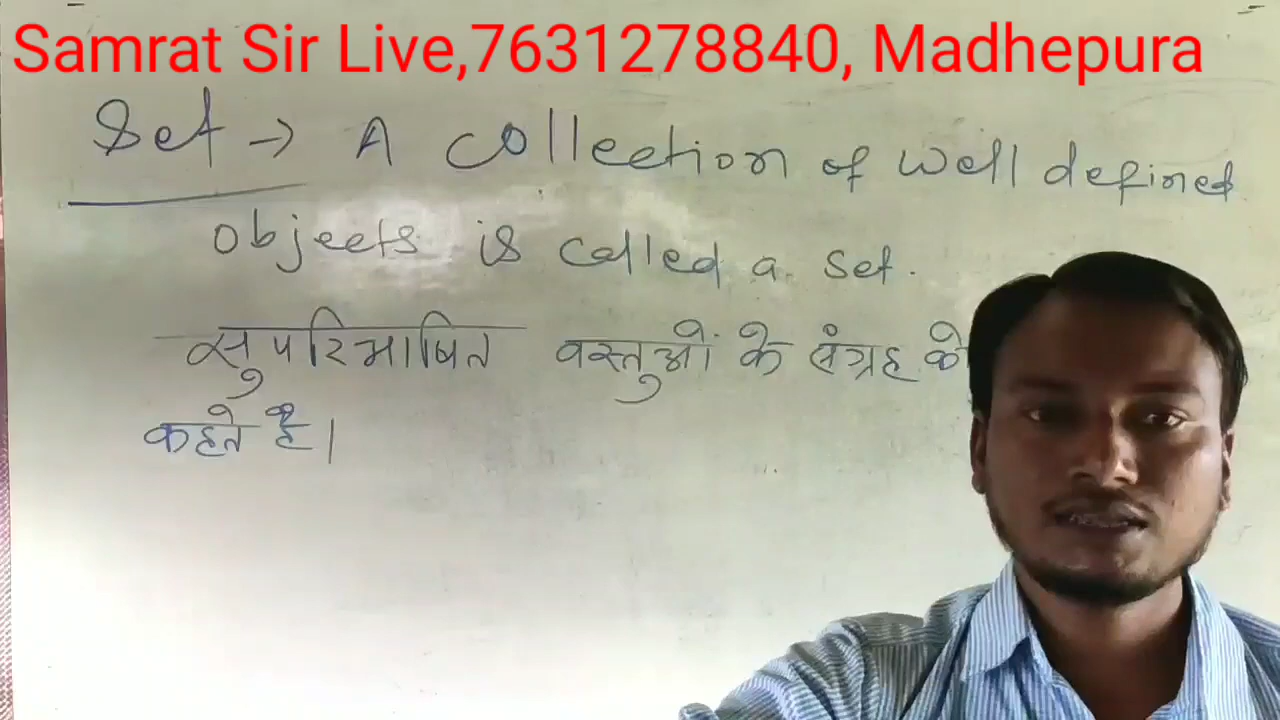 Samrat Sir Live,7631278840, Madhepura
Set → A collection of well defined
objects is called a set.
सुपरिभाषित वस्तुओं के संग्रह को
कहते है।